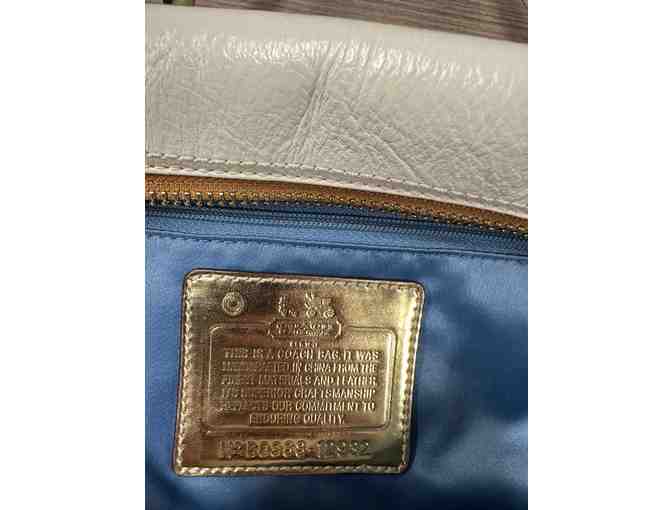 THIS IS A COACH BAG. IT WAS
HANDCRAFTED IN CHINA FROM THE
FINEST MATERIALS AND LEATHER
ITS SUPERIOR CRAFTSMANSHIP
REFLECTS OUR COMMITMENT TO
ENDURING QUALITY.